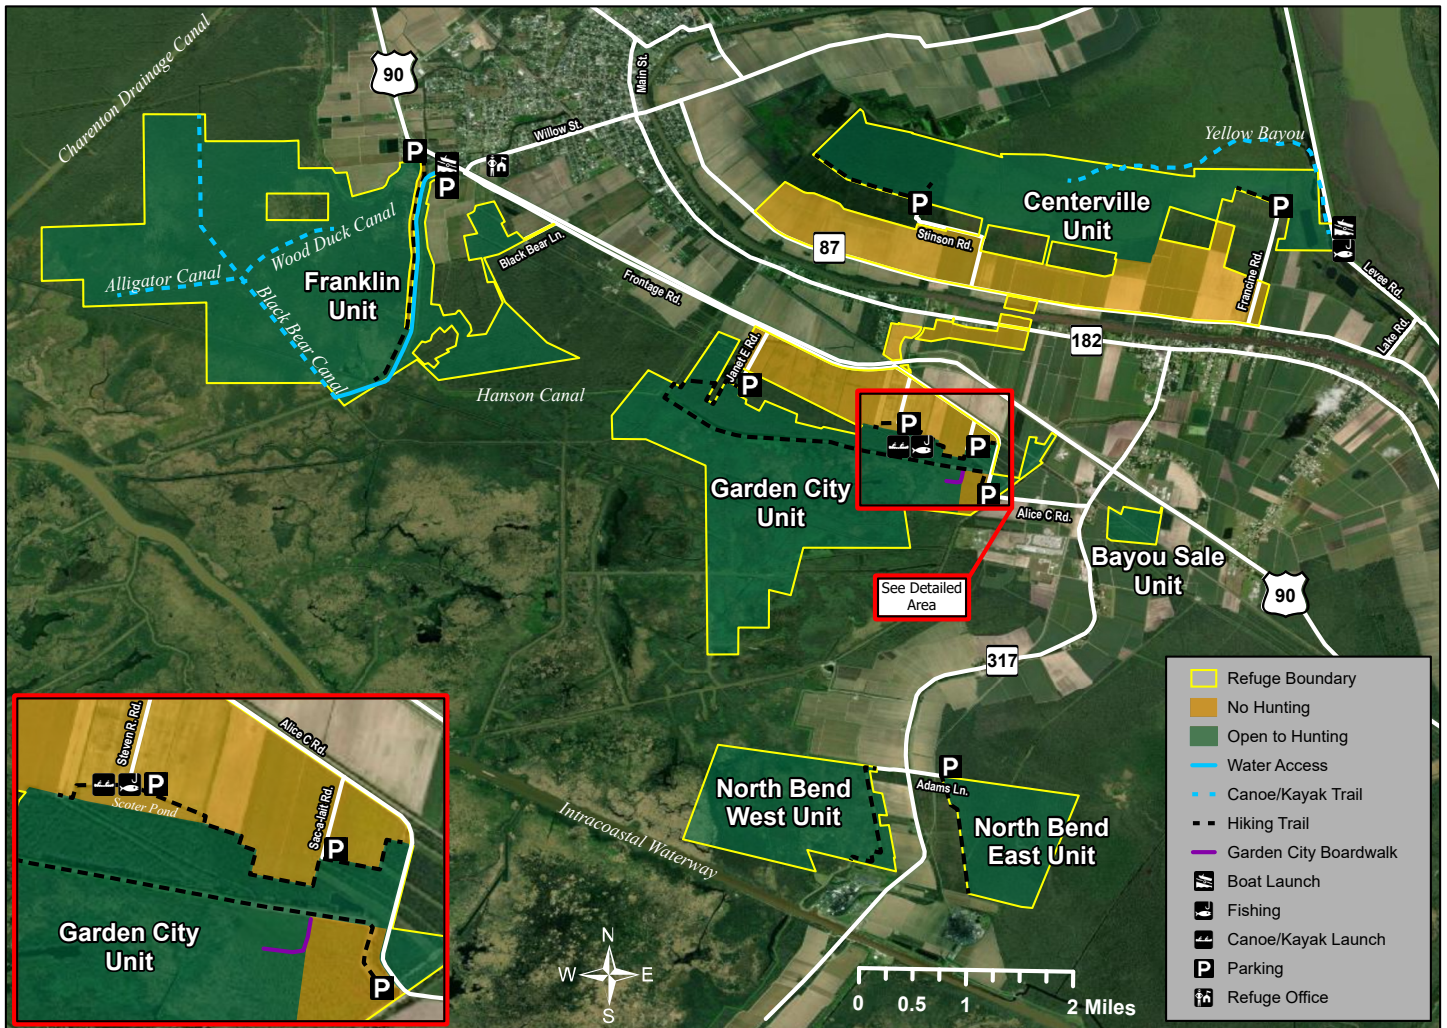 Charenton Drainage Canal
90
Main St.
Willow St.
P
P
Yellow Bayou
Centerville
Unit
P
P
Stinson Rd.
87
Francine Rd.
Levee Rd.
Lake Rd.
182
Wood Duck Canal
Alligator Canal
Franklin
Unit
Black Bear Canal
Black Bear Ln.
Frontage Rd.
Hanson Canal
Janet E Rd.
P
P
P
P
Garden City
Unit
Alice C Rd.
See Detailed
Area
Bayou Sale
Unit
90
317
North Bend
West Unit
P
Adams Ln.
North Bend
East Unit
Intracoastal Waterway
Steven R. Rd.
Alice C Rd.
P
Scoter Pond
Sac-a-lait Rd.
P
Garden City
Unit
P
N
W
E
S
0
0.5
1
2 Miles
Refuge Boundary
No Hunting
Open to Hunting
Water Access
Canoe/Kayak Trail
Hiking Trail
Garden City Boardwalk
Boat Launch
Fishing
Canoe/Kayak Launch
P Parking
Refuge Office